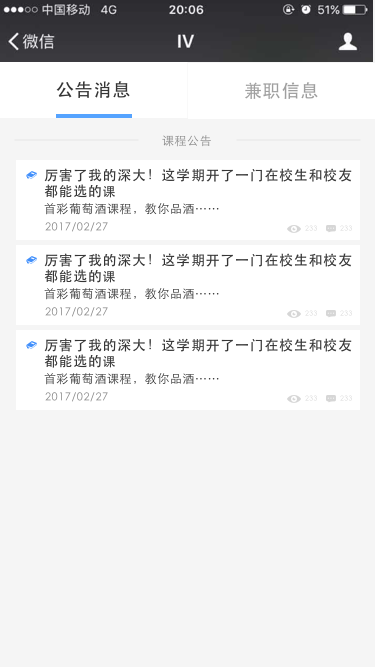 中国移动 4G 20:06 51%
微信 IV
公告消息 兼职信息
课程公告
厉害了我的深大！这学期开了一门在校生和校友
都能选的课
首彩葡萄酒课程，教你品酒……
2017/02/27 233 233
厉害了我的深大！这学期开了一门在校生和校友
都能选的课
首彩葡萄酒课程，教你品酒……
2017/02/27 233 233
厉害了我的深大！这学期开了一门在校生和校友
都能选的课
首彩葡萄酒课程，教你品酒……
2017/02/27 233 233